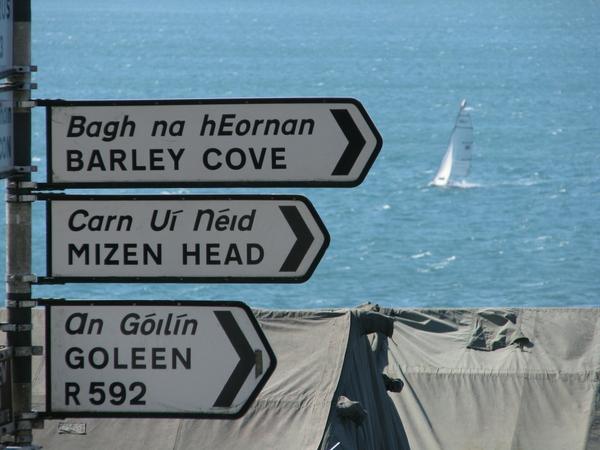 Bagh na hEornan
BARLEY COVE
Carn Uí Néid
MIZEN HEAD
An Góilín
GOLEEN
R592